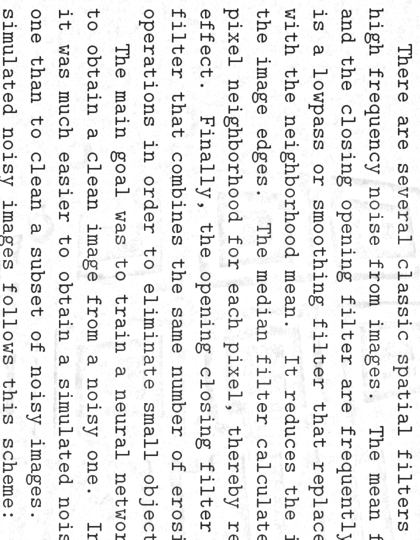 There are several classic spatial filters
high frequency noise from images. The mean f
and the closing opening filter are frequently
is a lowpass or smoothing filter that replace
with the neighborhood mean. It reduces the i
the image edges. The median filter calculate
pixel neighborhood for each pixel, thereby re
effect. Finally, the opening closing filter
filter that combines the same number of erosi
operations in order to eliminate small object
The main goal was to train a neural networ
to obtain a clean image from a noisy one. In
it was much easier to obtain a simulated nois
one than to clean a subset of noisy images.
simulated noisy images follows this scheme: